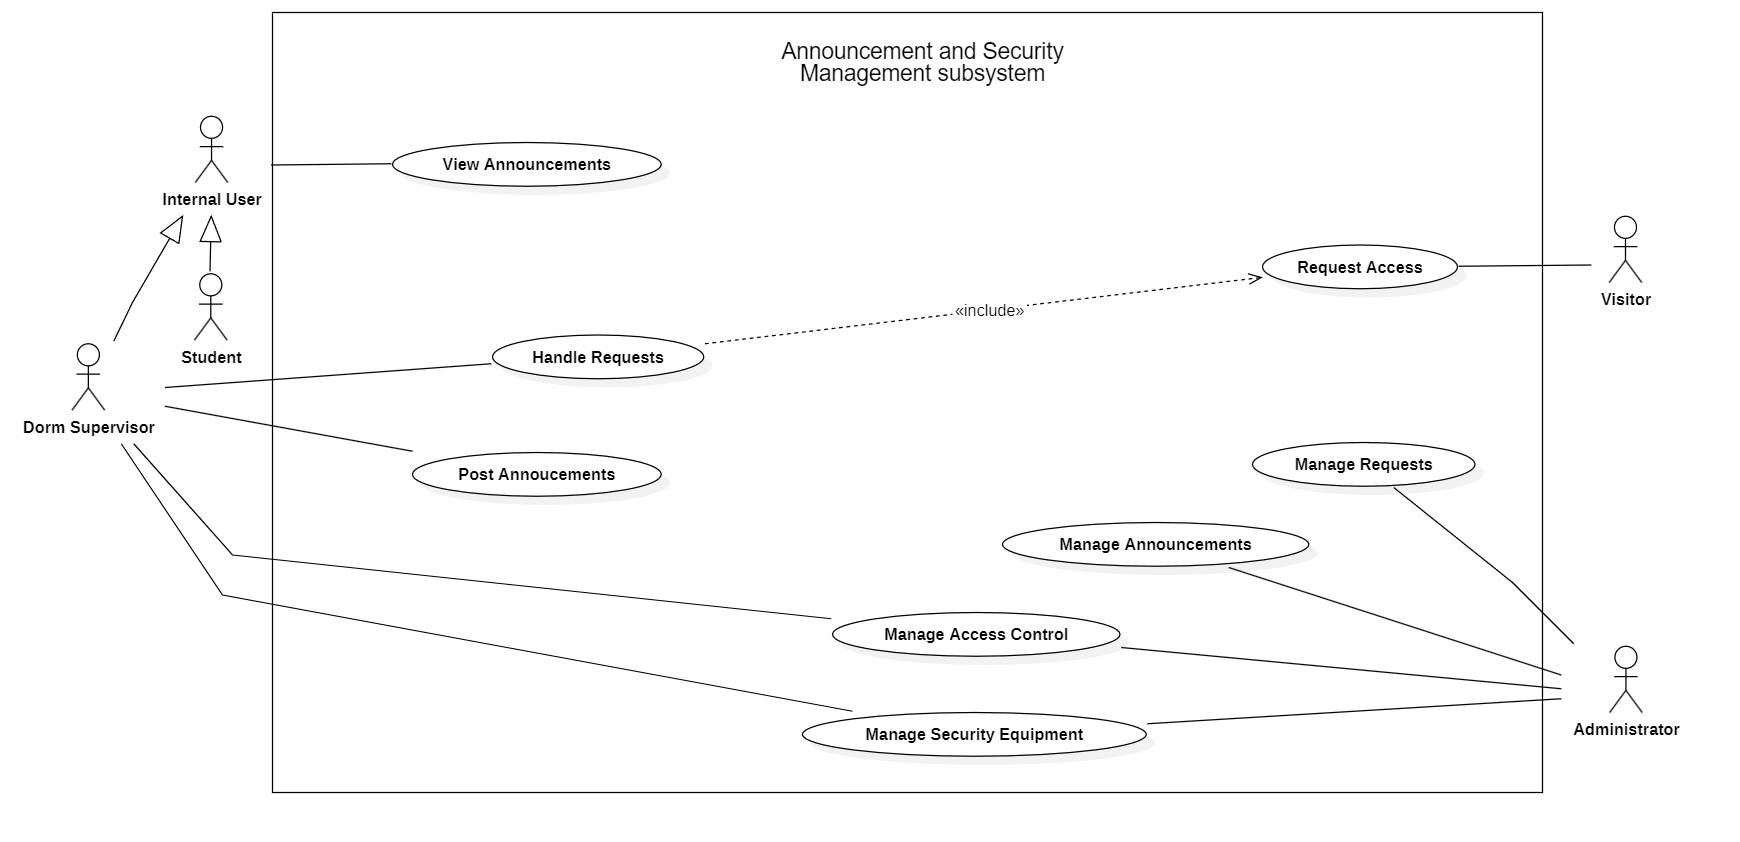 Announcement and Security
Management subsystem
View Announcements
Internal User
Request Access
Visitor
«include»
Handle Requests
Student
Dorm Supervisor
Post Annoucements
Manage Requests
Manage Announcements
Manage Access Control
Manage Security Equipment
Administrator